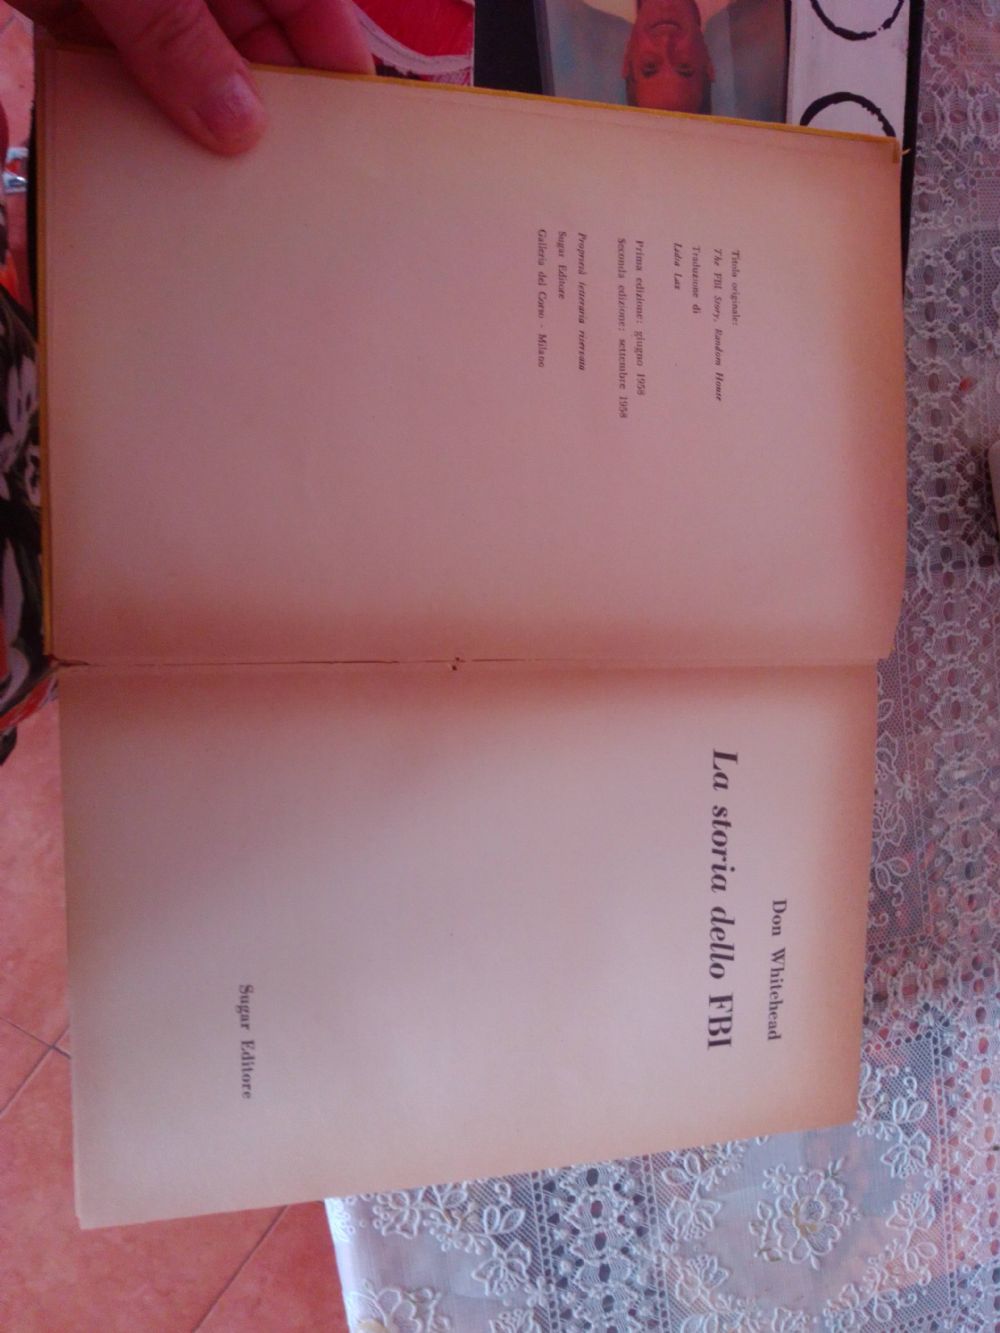 Titolo originale:
The FBI Story, Random House
Traduzione di
Lidia Lax
Prima edizione: giugno 1958
Seconda edizione: settembre 1958
Proprietà letteraria riservata
Sugar Editore
Galleria del Corso - Milano
Don Whitehead
La storia dello FBI
Sugar Editore